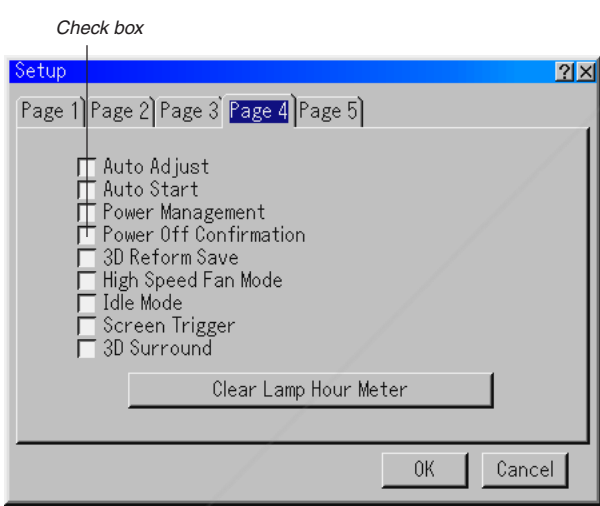 Check box
Setup ? X
Page 1 Page 2 Page 3 Page 4 Page 5
Auto Adjust
Auto Start
Power Management
Power Off Confirmation
3D Reform Save
High Speed Fan Mode
Idle Mode
Screen Trigger
3D Surround
Clear Lamp Hour Meter
OK Cancel